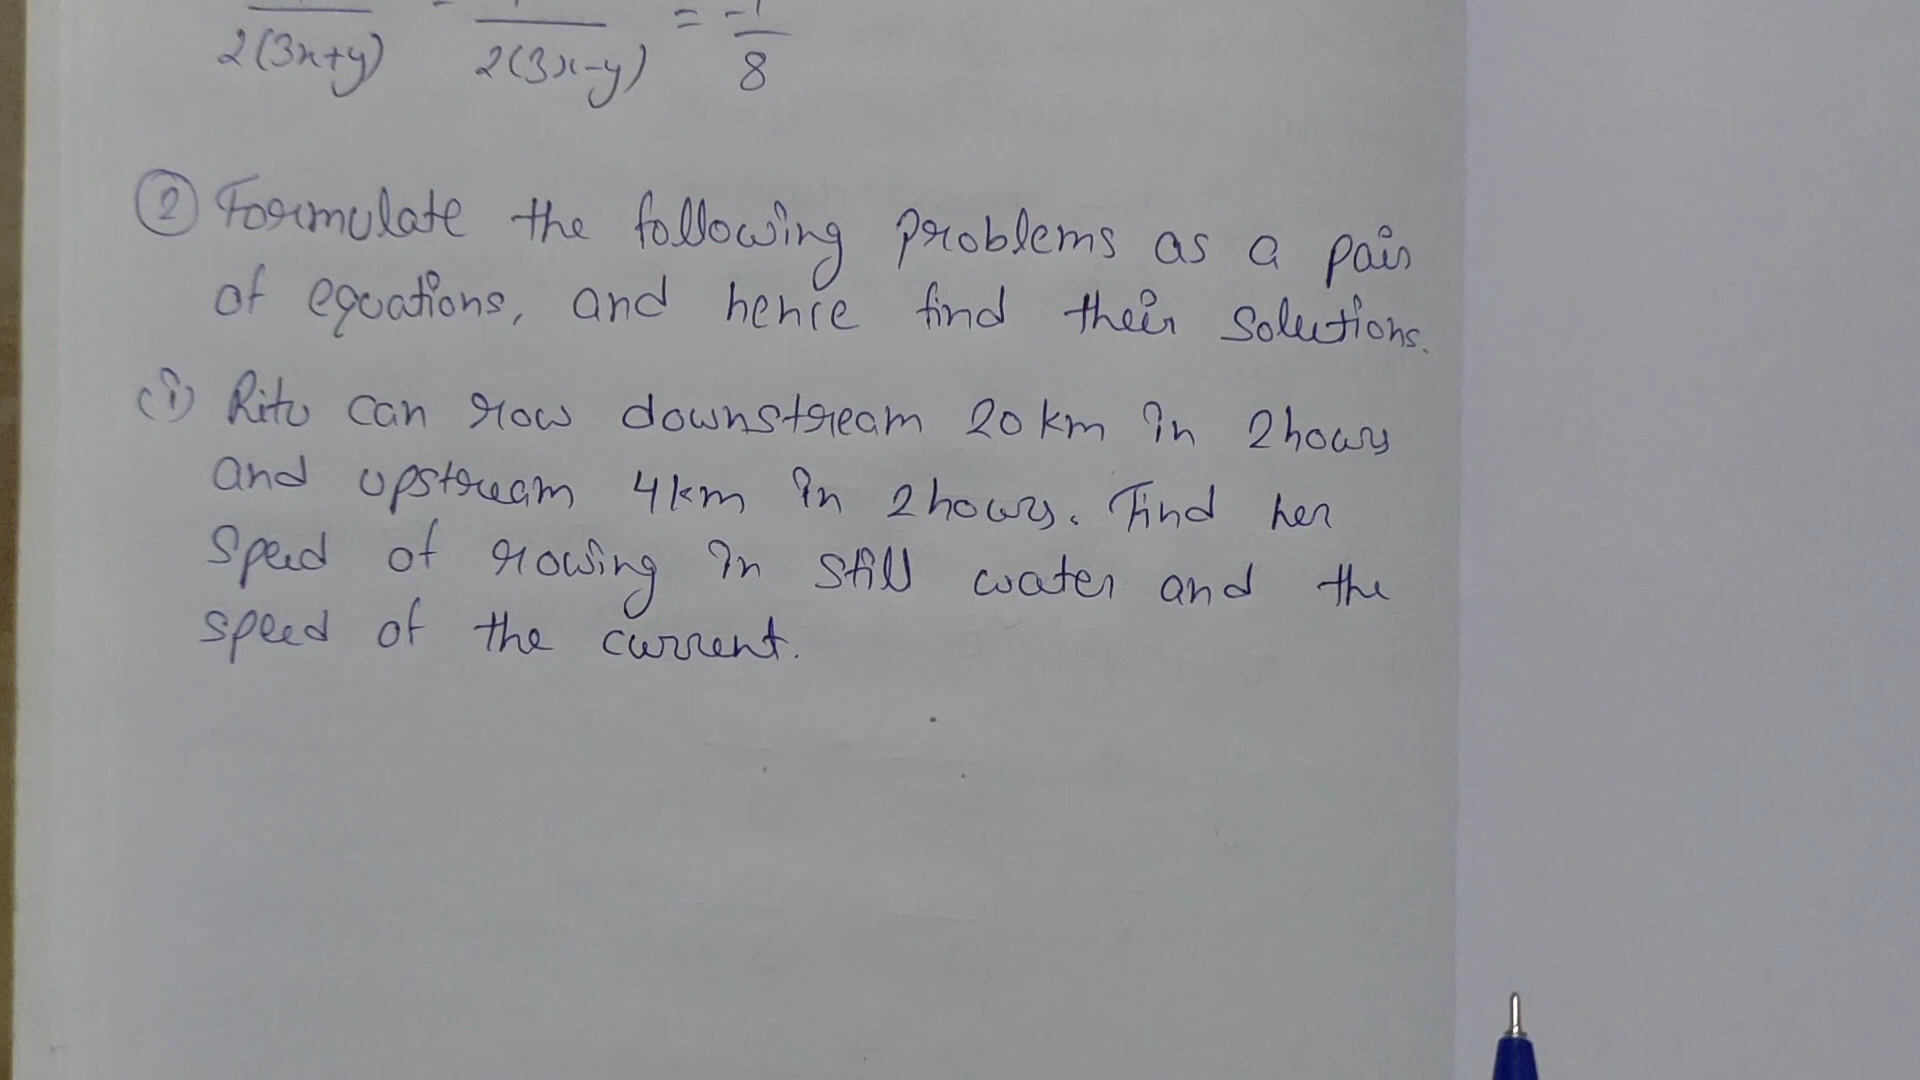 2(3x+y) 2(3x-y) = -1/8
② Formulate the following problems as a pair
of equations, and hence find their solutions.
(i) Ritu can row downstream 20 km in 2 hours
and upstream 4 km in 2 hours. Find her
speed of rowing in still water and the
speed of the current.